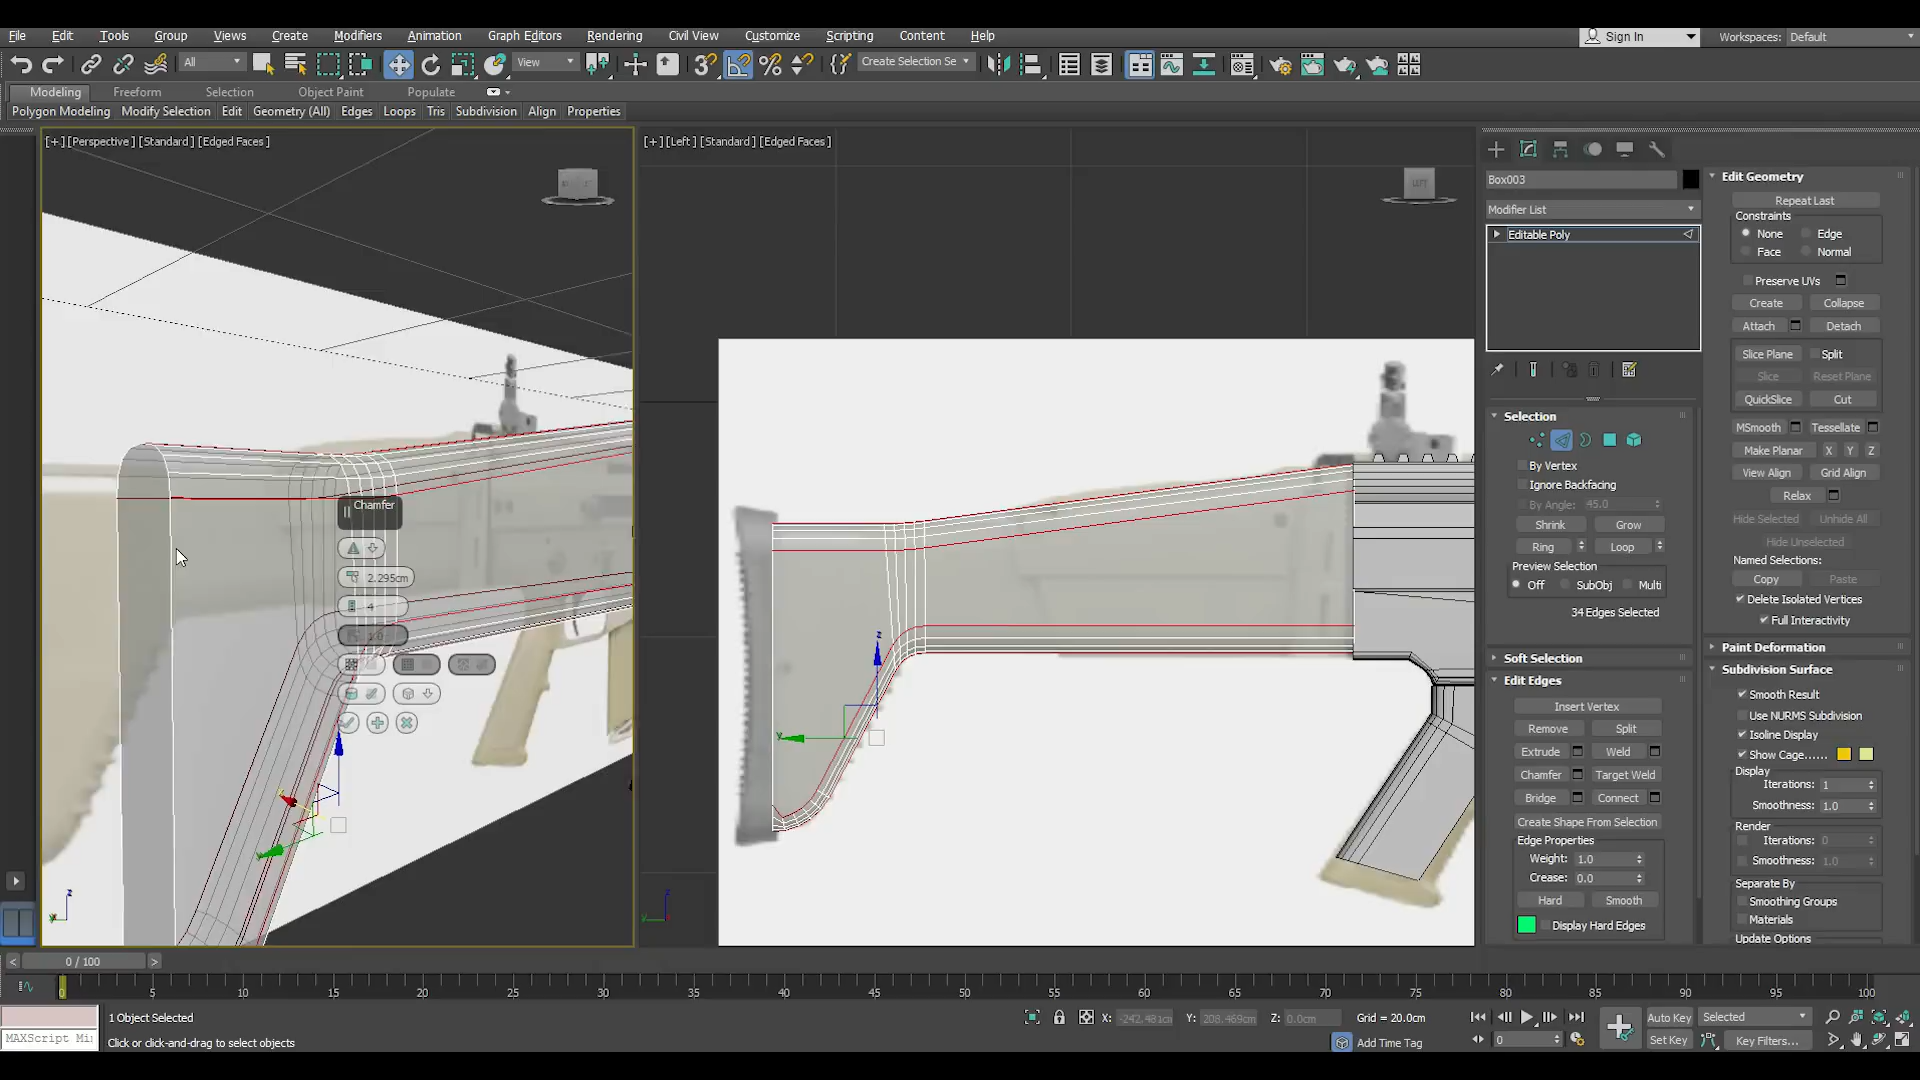 File Edit Tools Group Views Create Modifiers Animation Graph Editors Rendering Civil View Customize Scripting Content Help
Sign In Workspaces: Default
All View Create Selection Se
Modeling Freeform Selection Object Paint Populate
Polygon Modeling Modify Selection Edit Geometry (All) Edges Loops Tris Subdivision Align Properties
[+] [Perspective] [Standard] [Edged Faces]
[+] [Left] [Standard] [Edged Faces]
LEFT
Chamfer
2.295cm
4
1.0
Box003
Modifier List
Editable Poly
Selection
By Vertex
Ignore Backfacing
By Angle: 45.0
Shrink Grow
Ring Loop
Preview Selection
Off SubObj Multi
34 Edges Selected
Soft Selection
Edit Edges
Insert Vertex
Remove Split
Extrude Weld
Chamfer Target Weld
Bridge Connect
Create Shape From Selection
Edge Properties
Weight: 1.0
Crease: 0.0
Hard Smooth
Display Hard Edges
Edit Geometry
Repeat Last
Constraints
None Edge
Face Normal
Preserve UVs
Create Collapse
Attach Detach
Slice Plane Split
Slice Reset Plane
QuickSlice Cut
MSmooth Tessellate
Make Planar X Y Z
View Align Grid Align
Relax
Hide Selected Unhide All
Hide Unselected
Named Selections:
Copy Paste
Delete Isolated Vertices
Full Interactivity
Paint Deformation
Subdivision Surface
Smooth Result
Use NURMS Subdivision
Isoline Display
Show Cage......
Display
Iterations: 1
Smoothness: 1.0
Render
Iterations: 0
Smoothness: 1.0
Separate By
Smoothing Groups
Materials
Update Options
z
y
z
y
z
< 0 / 100 >
0 5 10 15 20 25 30 35 40 45 50 55 60 65 70 75 80 85 90 95 100
1 Object Selected
X: -242.481cm Y: 208.469cm Z: 0.0cm Grid = 20.0cm
Auto Key Selected
MAXScript Mi
Click or click-and-drag to select objects
Add Time Tag
0
Set Key Key Filters...